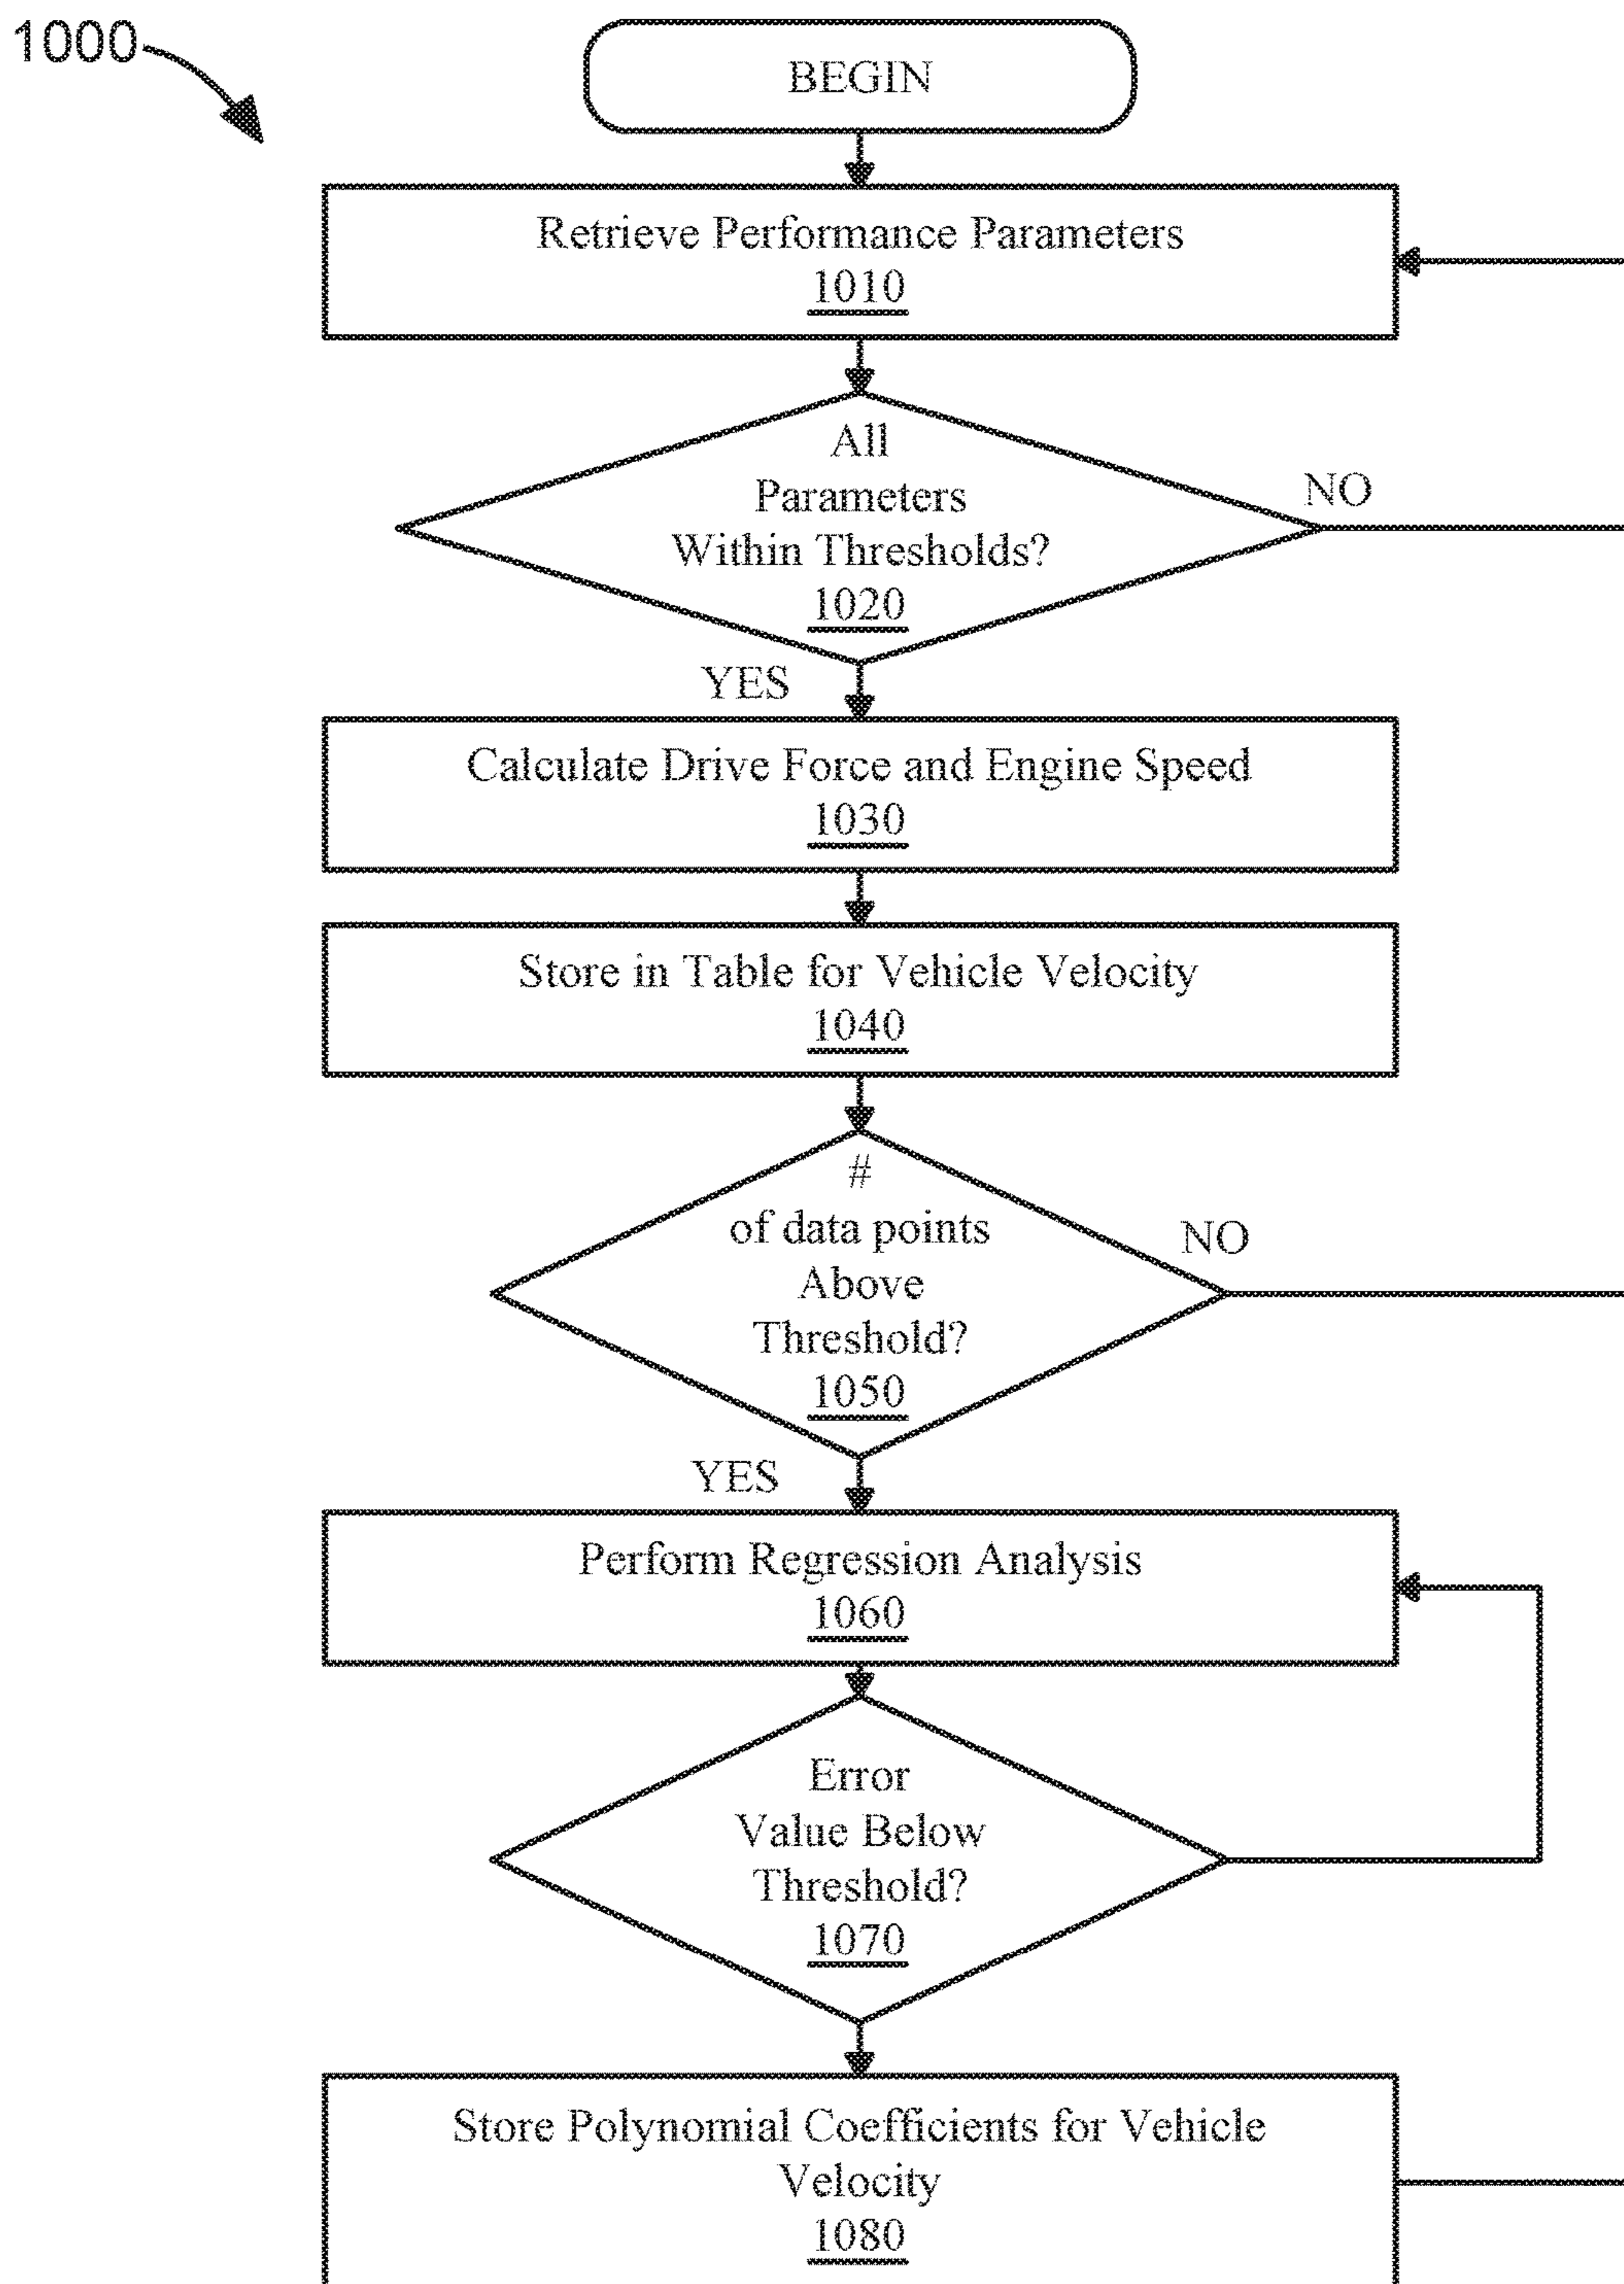 1000
BEGIN
Retrieve Performance Parameters
1010
All
Parameters
Within Thresholds?
1020
NO
YES
Calculate Drive Force and Engine Speed
1030
Store in Table for Vehicle Velocity
1040
#
of data points
Above
Threshold?
1050
NO
YES
Perform Regression Analysis
1060
Error
Value Below
Threshold?
1070
Store Polynomial Coefficients for Vehicle
Velocity
1080